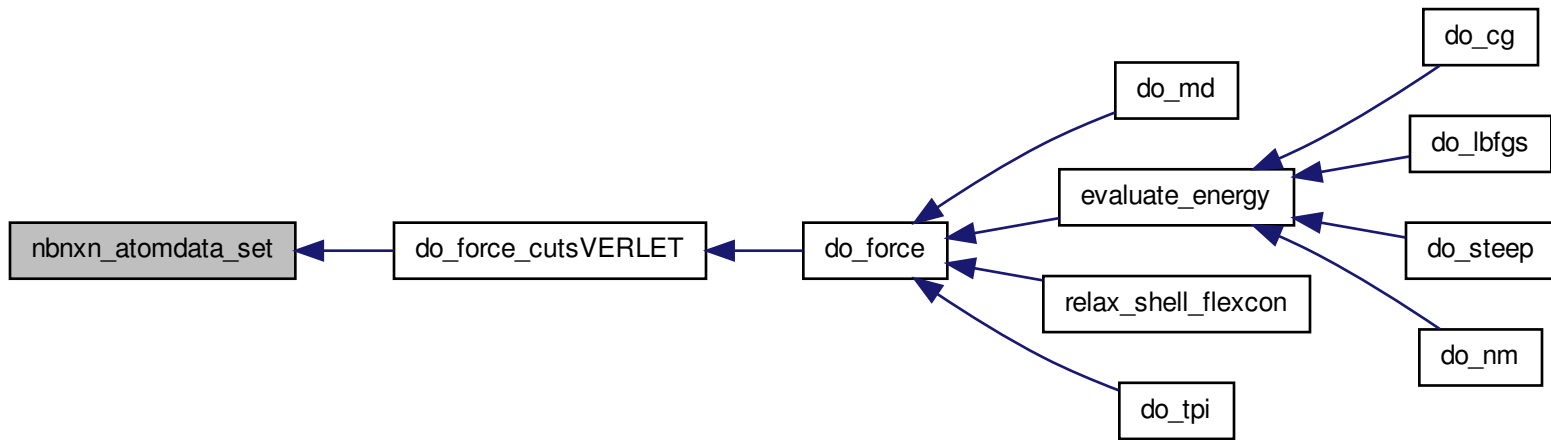 do_cg
do_md
do_lbfgs
evaluate_energy
nbnxn_atomdata_set
do_force_cutsVERLET
do_force
do_steep
relax_shell_flexcon
do_nm
do_tpi